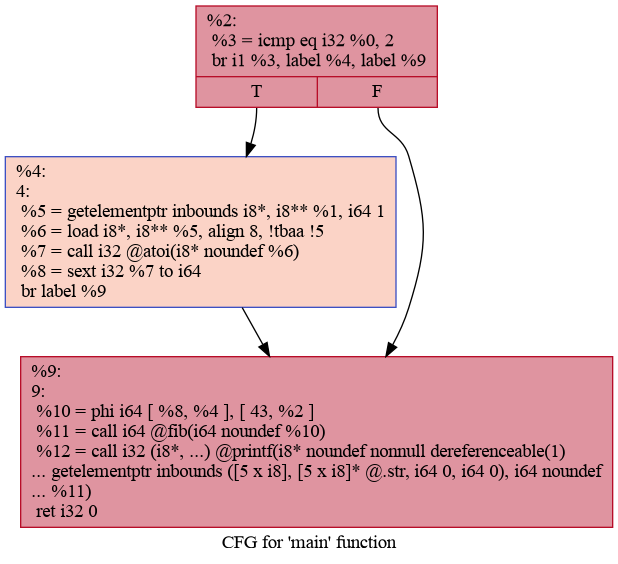 %2:
%3 = icmp eq i32 %0, 2
br i1 %3, label %4, label %9
T F
%4:
4:
%5 = getelementptr inbounds i8*, i8** %1, i64 1
%6 = load i8*, i8** %5, align 8, !tbaa !5
%7 = call i32 @atoi(i8* noundef %6)
%8 = sext i32 %7 to i64
br label %9
%9:
9:
%10 = phi i64 [ %8, %4 ], [ 43, %2 ]
%11 = call i64 @fib(i64 noundef %10)
%12 = call i32 (i8*, ...) @printf(i8* noundef nonnull dereferenceable(1)
... getelementptr inbounds ([5 x i8], [5 x i8]* @.str, i64 0, i64 0), i64 noundef
... %11)
ret i32 0
CFG for 'main' function